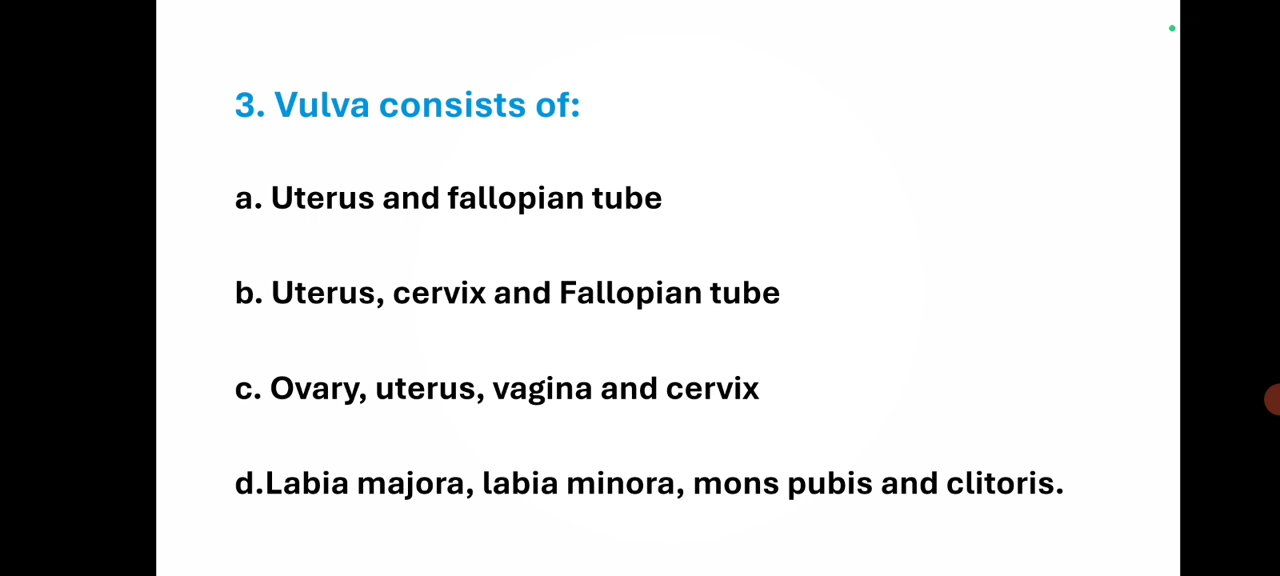 3. Vulva consists of:
a. Uterus and fallopian tube
b. Uterus, cervix and Fallopian tube
c. Ovary, uterus, vagina and cervix
d.Labia majora, labia minora, mons pubis and clitoris.